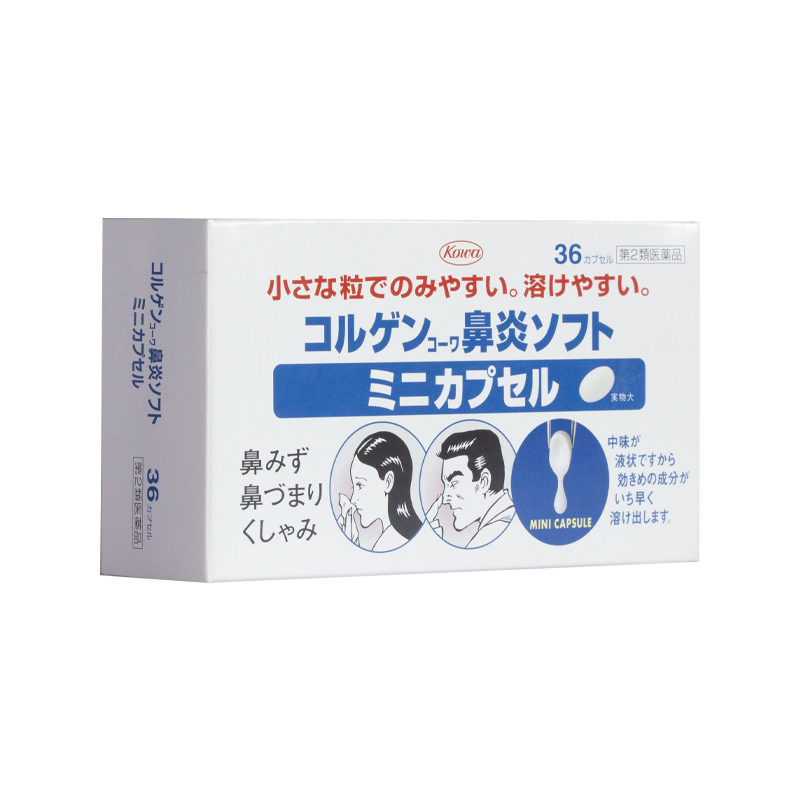 Kowa
36カプセル 第2類医薬品
小さな粒でのみやすい。溶けやすい。
コルゲンコーワ鼻炎ソフト
ミニカプセル
実物大
鼻みず
鼻づまり
くしゃみ
MINI CAPSULE
中味が
液状ですから
効きめの成分が
いち早く
溶け出します。
コルゲンコーワ鼻炎ソフト
ミニカプセル
36カプセル
第2類医薬品